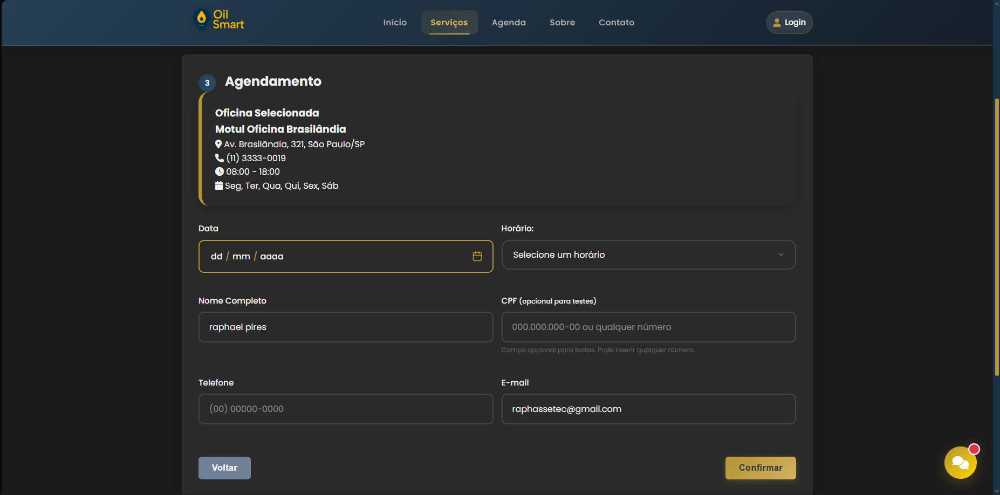 Oil
Smart
Início
Serviços
Agenda
Sobre
Contato
Login
3
Agendamento
Oficina Selecionada
Motul Oficina Brasilândia
Av. Brasilândia, 321, São Paulo/SP
(11) 3333-0019
08:00 - 18:00
Seg, Ter, Qua, Qui, Sex, Sáb
Data
Horário:
dd / mm / aaaa
Selecione um horário
Nome Completo
CPF (opcional para testes)
raphael pires
000.000.000-00 ou qualquer número
Campo opcional para testes. Pode inserir qualquer número.
Telefone
E-mail
(00) 00000-0000
raphassetec@gmail.com
Voltar
Confirmar